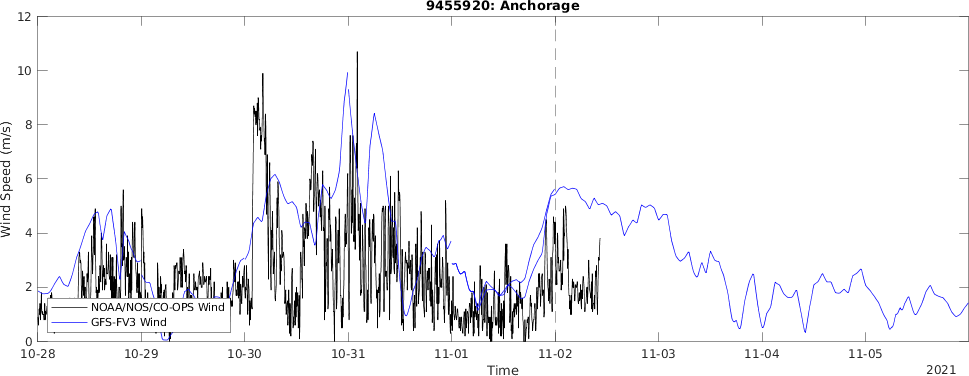 9455920: Anchorage
12
10
8
6
4
2
0
Wind Speed (m/s)
NOAA/NOS/CO-OPS Wind
GFS-FV3 Wind
10-28 10-29 10-30 10-31 11-01 11-02 11-03 11-04 11-05
Time
2021